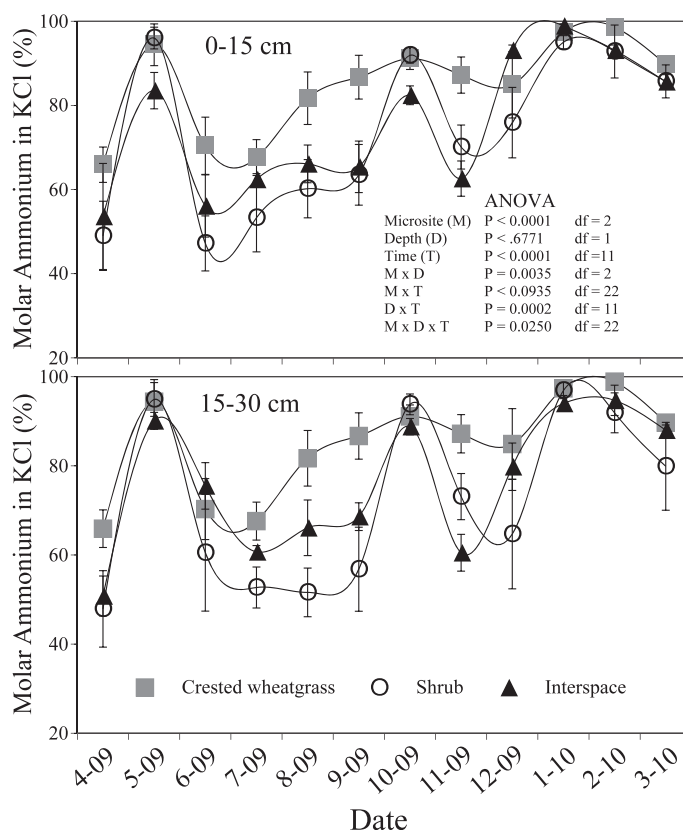 Molar Ammonium in KCl (%)
100
80
60
40
20
0-15 cm
ANOVA
Microsite (M) P < 0.0001 df = 2
Depth (D) P < .6771 df = 1
Time (T) P < 0.0001 df =11
M x D P = 0.0035 df = 2
M x T P < 0.0935 df = 22
D x T P = 0.0002 df = 11
M x D x T P = 0.0250 df = 22
Molar Ammonium in KCl (%)
100
80
60
40
20
15-30 cm
Crested wheatgrass Shrub Interspace
4-09 5-09 6-09 7-09 8-09 9-09 10-09 11-09 12-09 1-10 2-10 3-10
Date